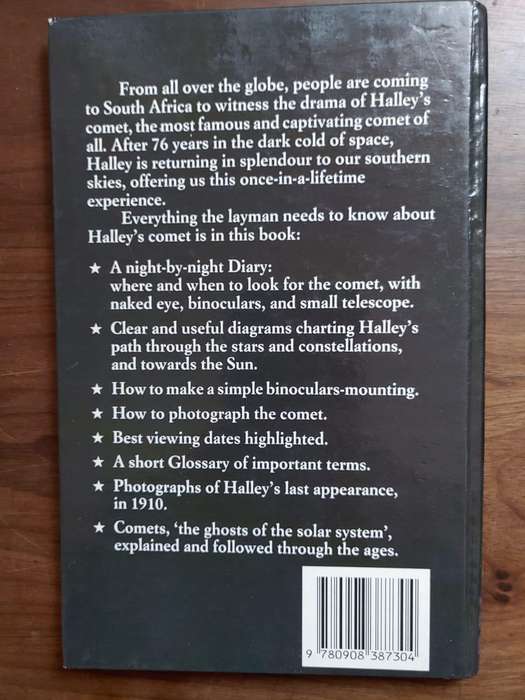 From all over the globe, people are coming
to South Africa to witness the drama of Halley's
comet, the most famous and captivating comet of
all. After 76 years in the dark cold of space,
Halley is returning in splendour to our southern
skies, offering us this once-in-a-lifetime
experience.
Everything the layman needs to know about
Halley's comet is in this book:
★ A night-by-night Diary:
where and when to look for the comet, with
naked eye, binoculars, and small telescope.
★ Clear and useful diagrams charting Halley's
path through the stars and constellations,
and towards the Sun.
★ How to make a simple binoculars-mounting.
★ How to photograph the comet.
★ Best viewing dates highlighted.
★ A short Glossary of important terms.
★ Photographs of Halley's last appearance,
in 1910.
★ Comets, 'the ghosts of the solar system',
explained and followed through the ages.
9 780908 387304